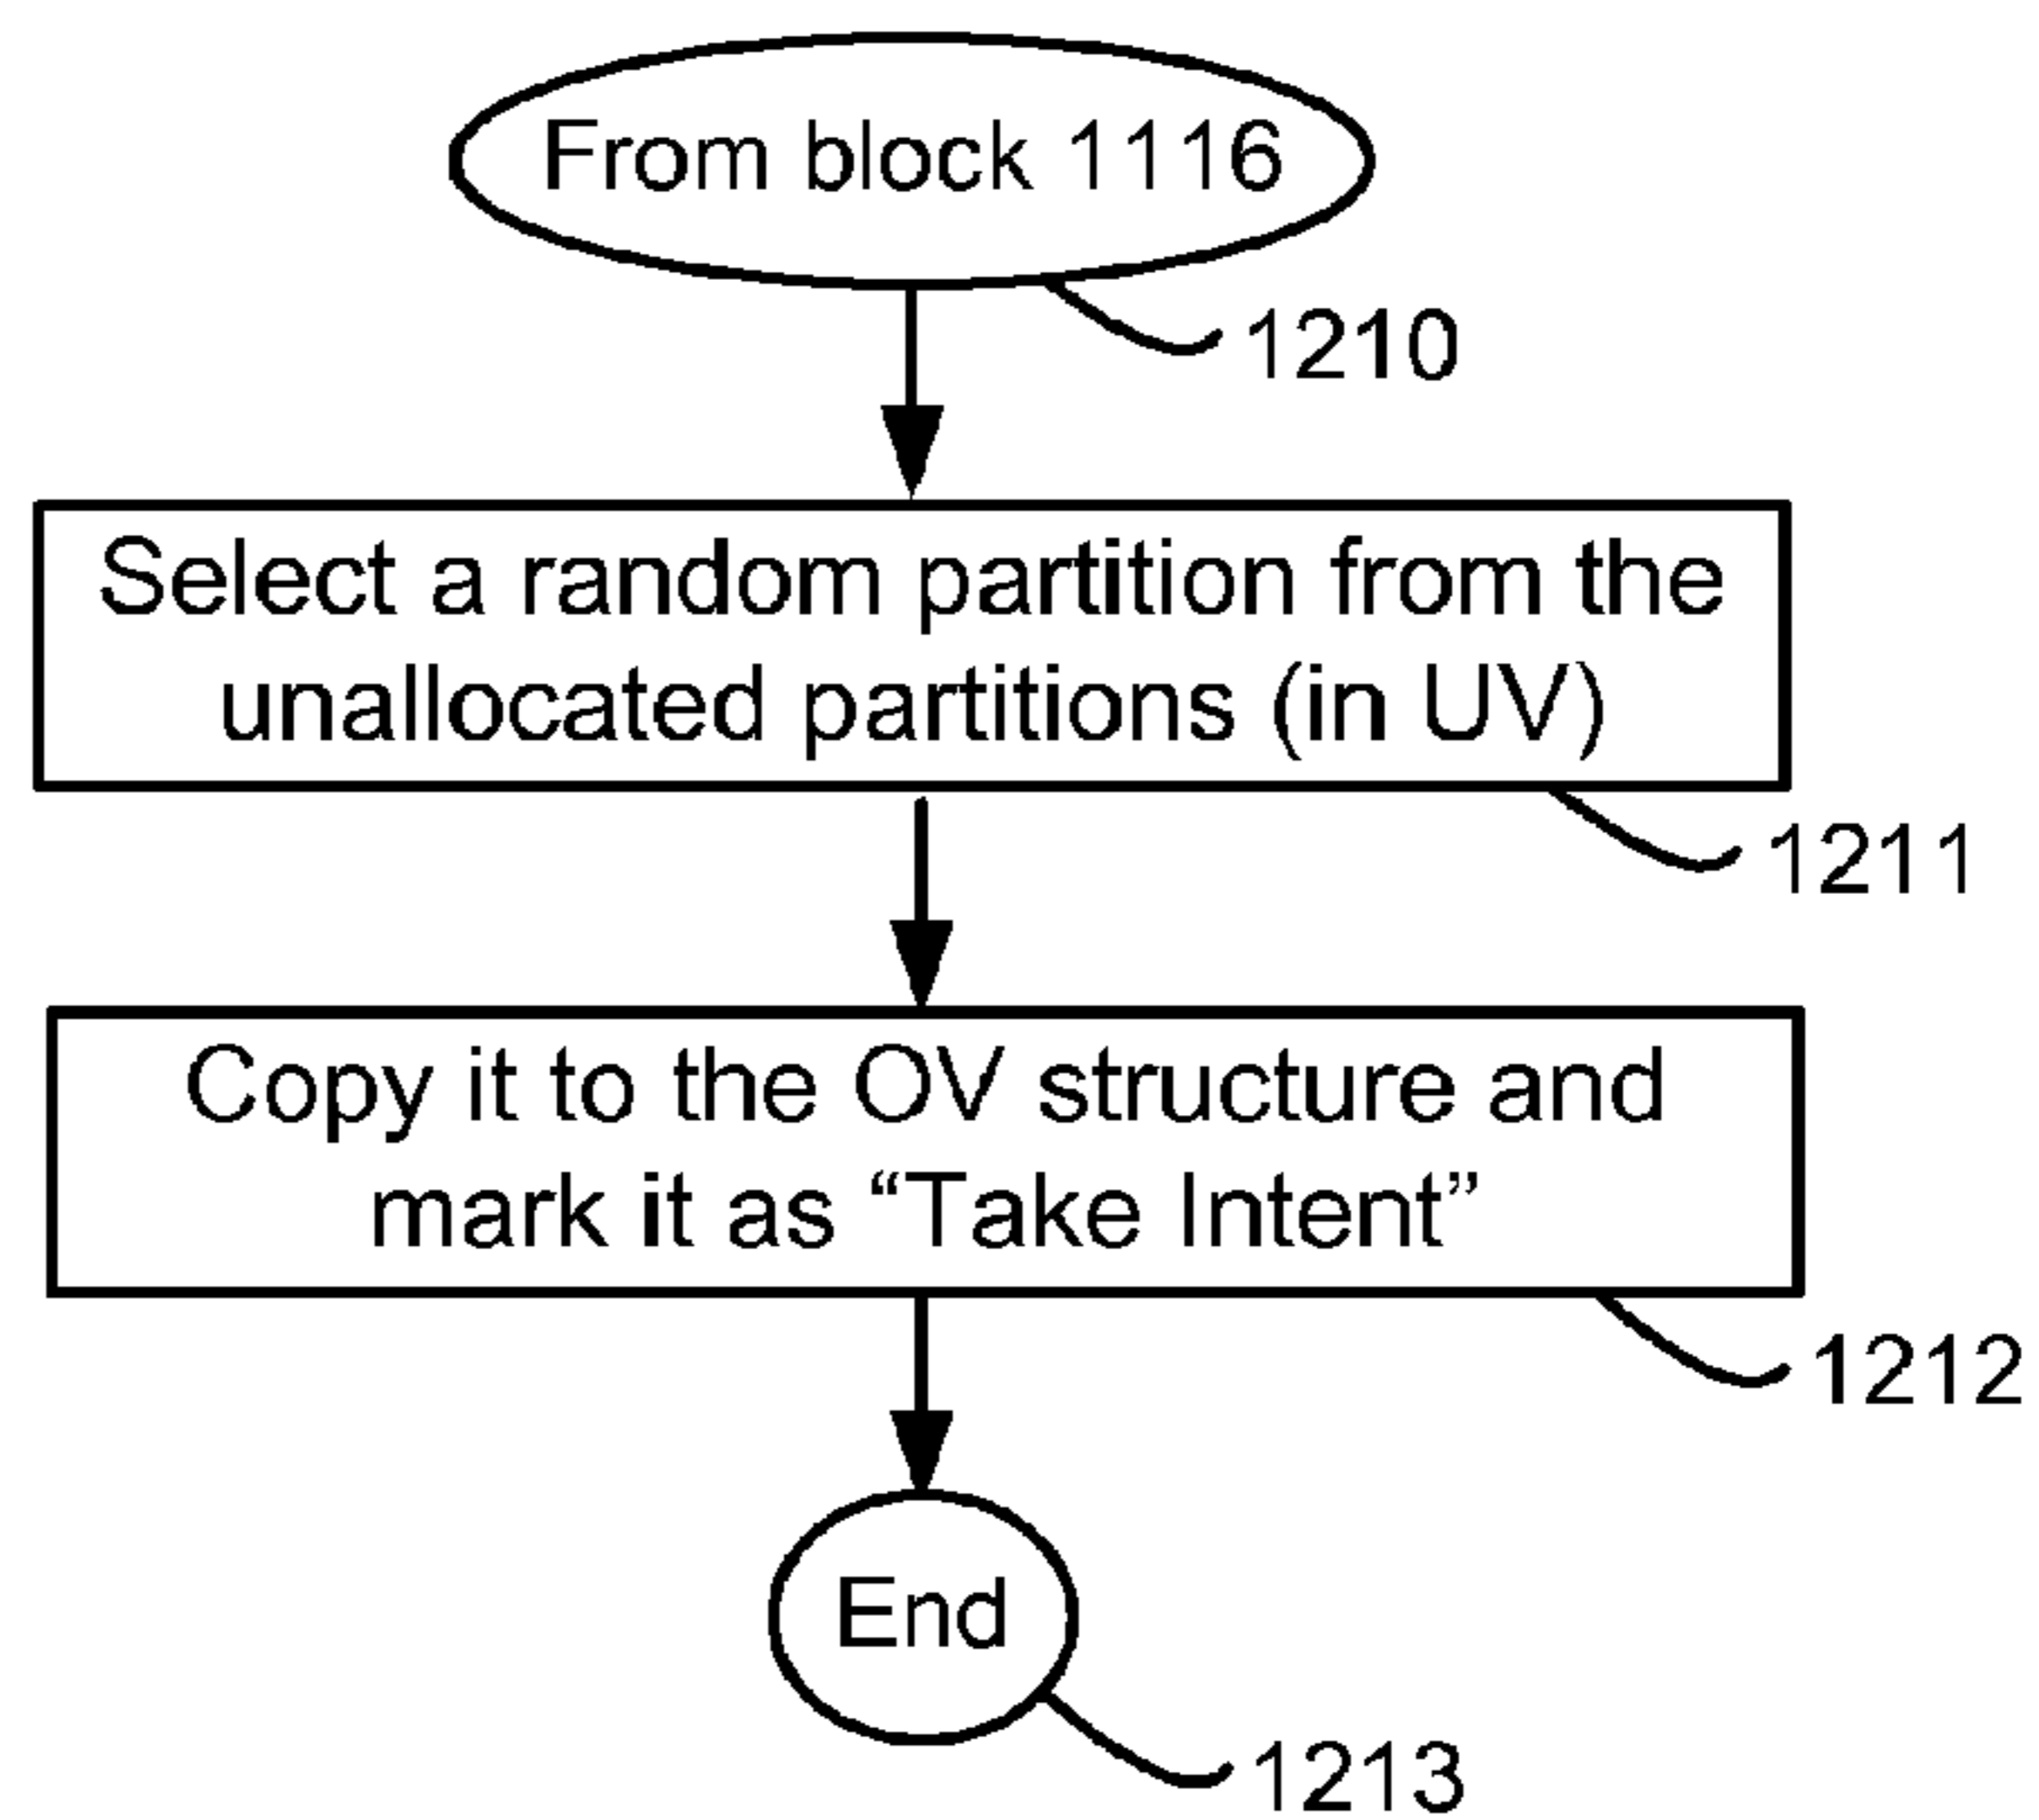 From block 1116
1210
Select a random partition from the
unallocated partitions (in UV)
1211
Copy it to the OV structure and
mark it as “Take Intent”
1212
End
1213